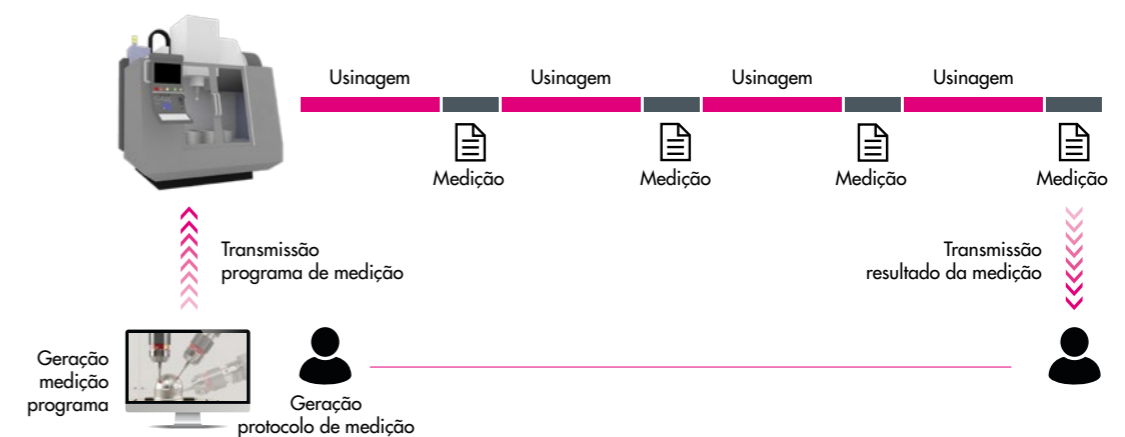 Usinagem
Usinagem
Usinagem
Usinagem
Medição
Medição
Medição
Medição
Transmissão
programa de medição
Transmissão
resultado da medição
Geração
medição
programa
Geração
protocolo de medição